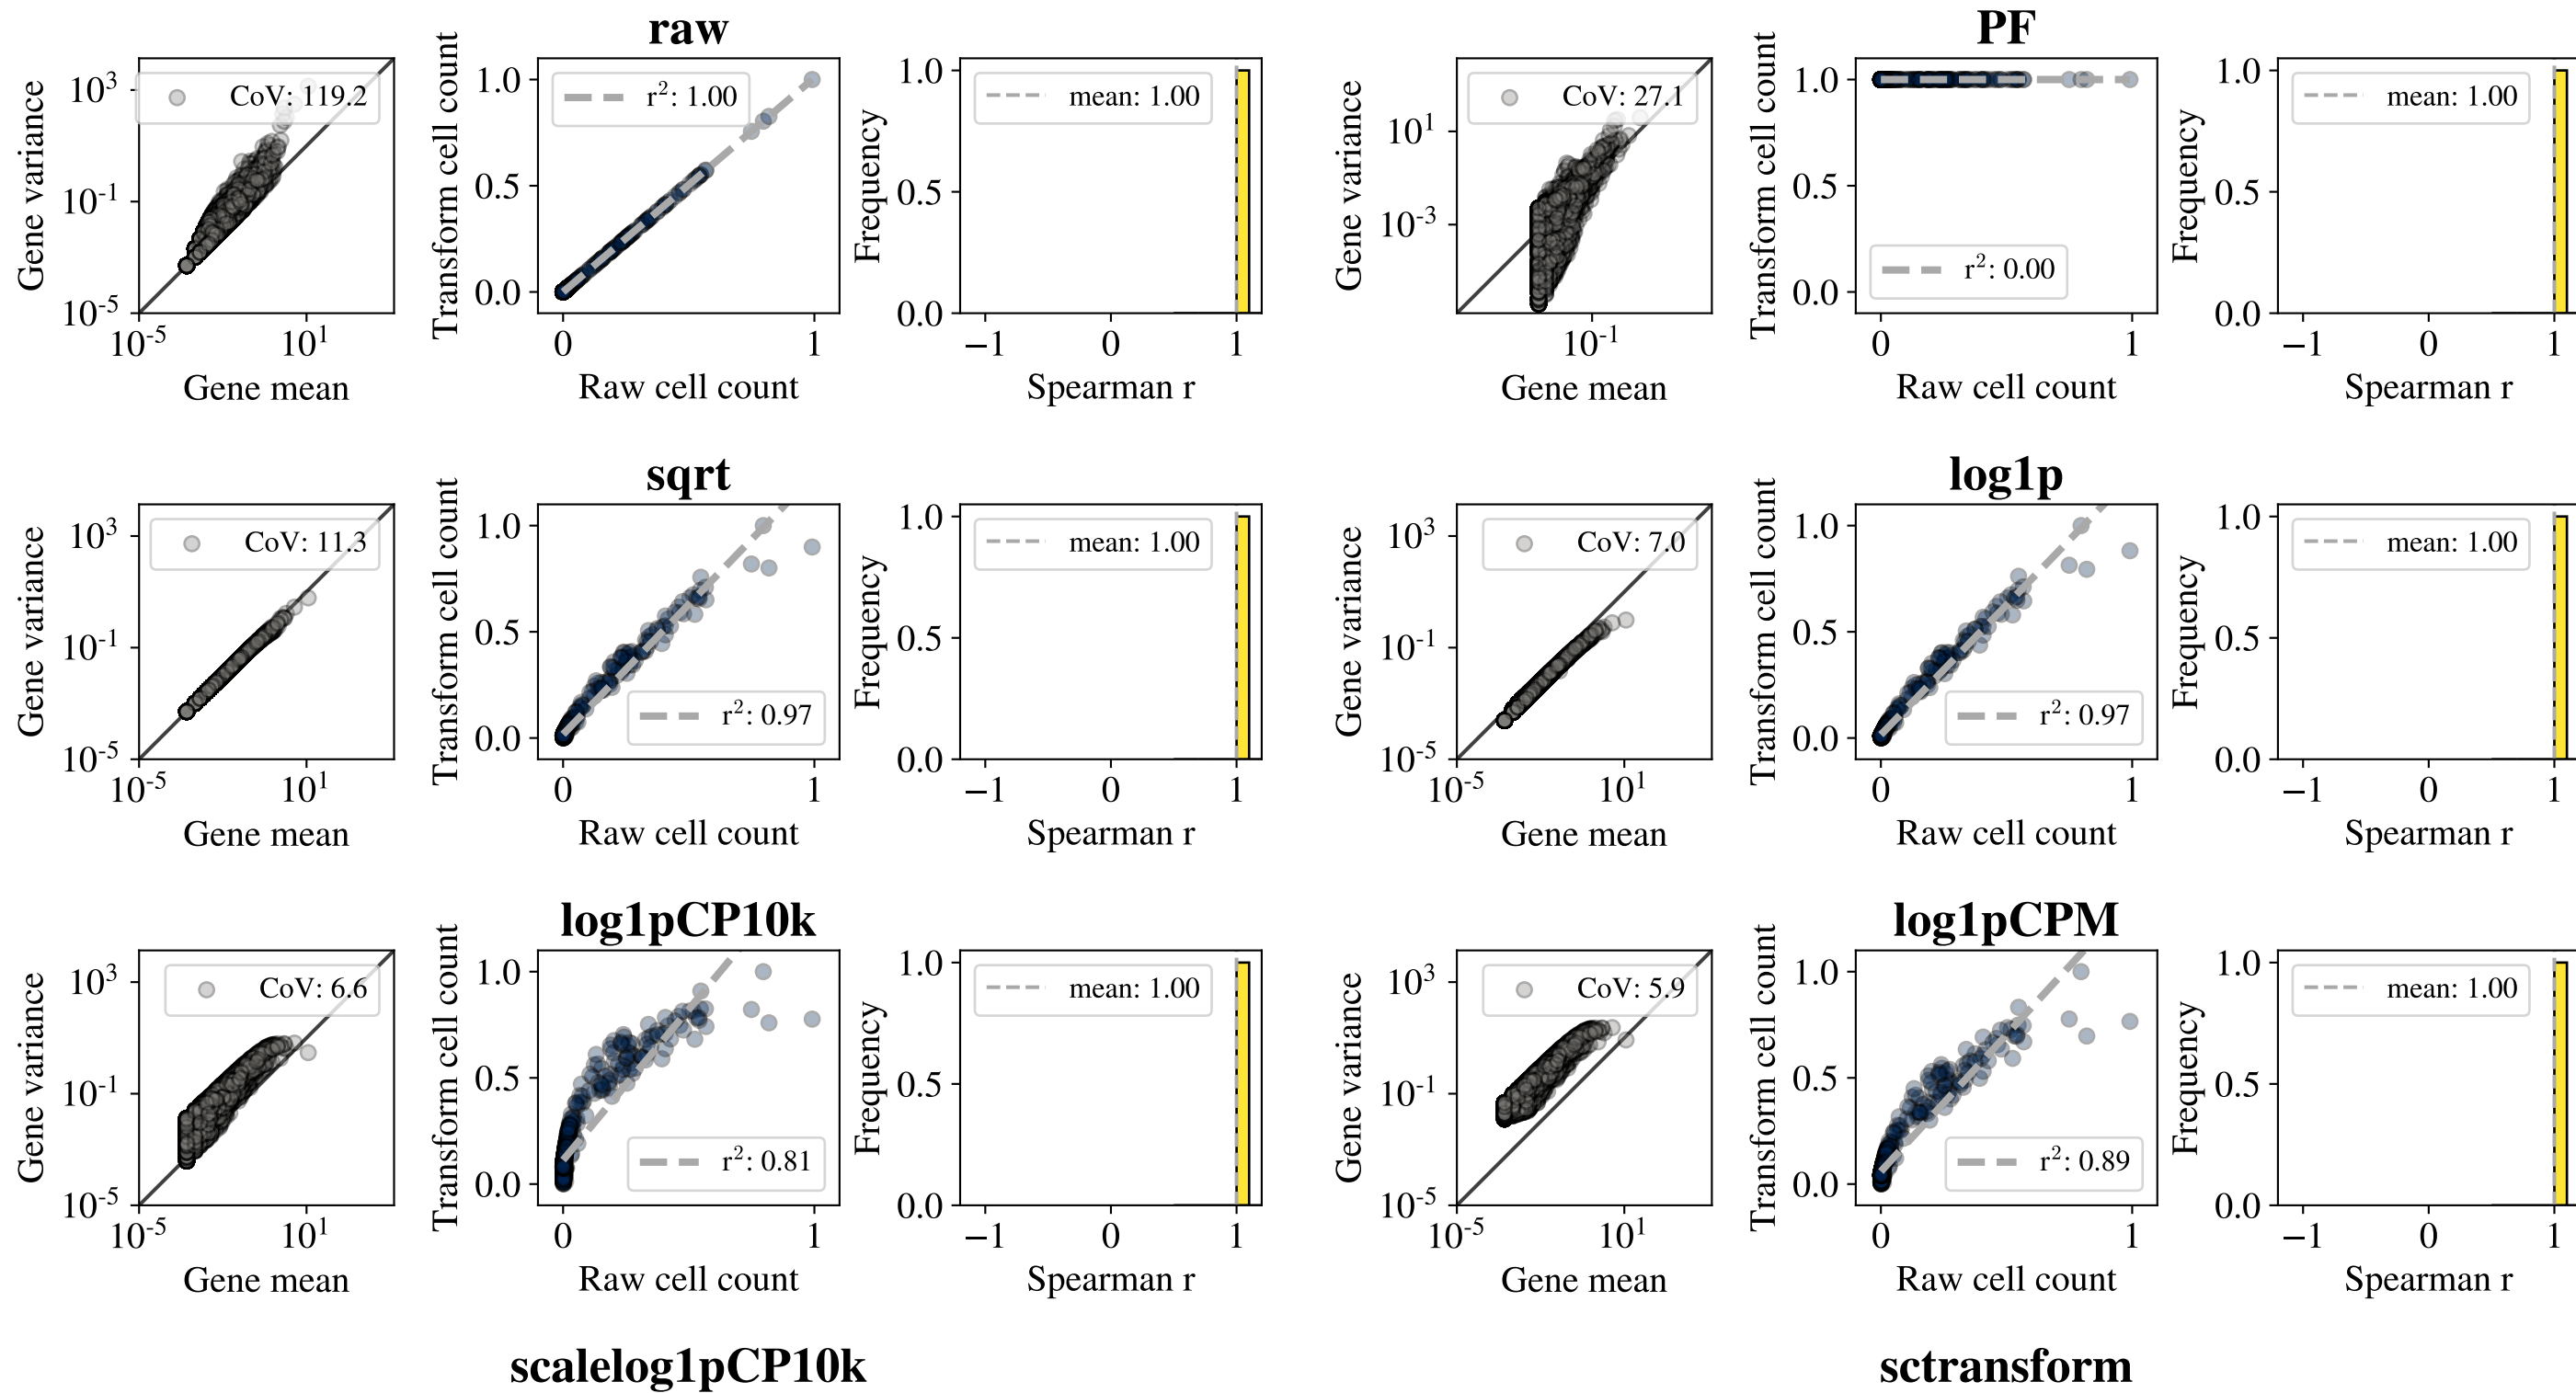 raw
Gene variance
10³
10⁻¹
10⁻⁵
CoV: 119.2
10⁻⁵ 10¹
Gene mean
Transform cell count
1.0
0.5
0.0
r²: 1.00
0 1
Raw cell count
Frequency
1.0
0.5
0.0
mean: 1.00
−1 0 1
Spearman r
PF
Gene variance
10¹
10⁻³
CoV: 27.1
10⁻¹
Gene mean
Transform cell count
1.0
0.5
0.0
r²: 0.00
0 1
Raw cell count
Frequency
1.0
0.5
0.0
mean: 1.00
−1 0 1
Spearman r
sqrt
Gene variance
10³
10⁻¹
10⁻⁵
CoV: 11.3
10⁻⁵ 10¹
Gene mean
Transform cell count
1.0
0.5
0.0
r²: 0.97
0 1
Raw cell count
Frequency
1.0
0.5
0.0
mean: 1.00
−1 0 1
Spearman r
log1p
Gene variance
10³
10⁻¹
10⁻⁵
CoV: 7.0
10⁻⁵ 10¹
Gene mean
Transform cell count
1.0
0.5
0.0
r²: 0.97
0 1
Raw cell count
Frequency
1.0
0.5
0.0
mean: 1.00
−1 0 1
Spearman r
log1pCP10k
Gene variance
10³
10⁻¹
10⁻⁵
CoV: 6.6
10⁻⁵ 10¹
Gene mean
Transform cell count
1.0
0.5
0.0
r²: 0.81
0 1
Raw cell count
Frequency
1.0
0.5
0.0
mean: 1.00
−1 0 1
Spearman r
log1pCPM
Gene variance
10³
10⁻¹
10⁻⁵
CoV: 5.9
10⁻⁵ 10¹
Gene mean
Transform cell count
1.0
0.5
0.0
r²: 0.89
0 1
Raw cell count
Frequency
1.0
0.5
0.0
mean: 1.00
−1 0 1
Spearman r
scalelog1pCP10k
sctransform